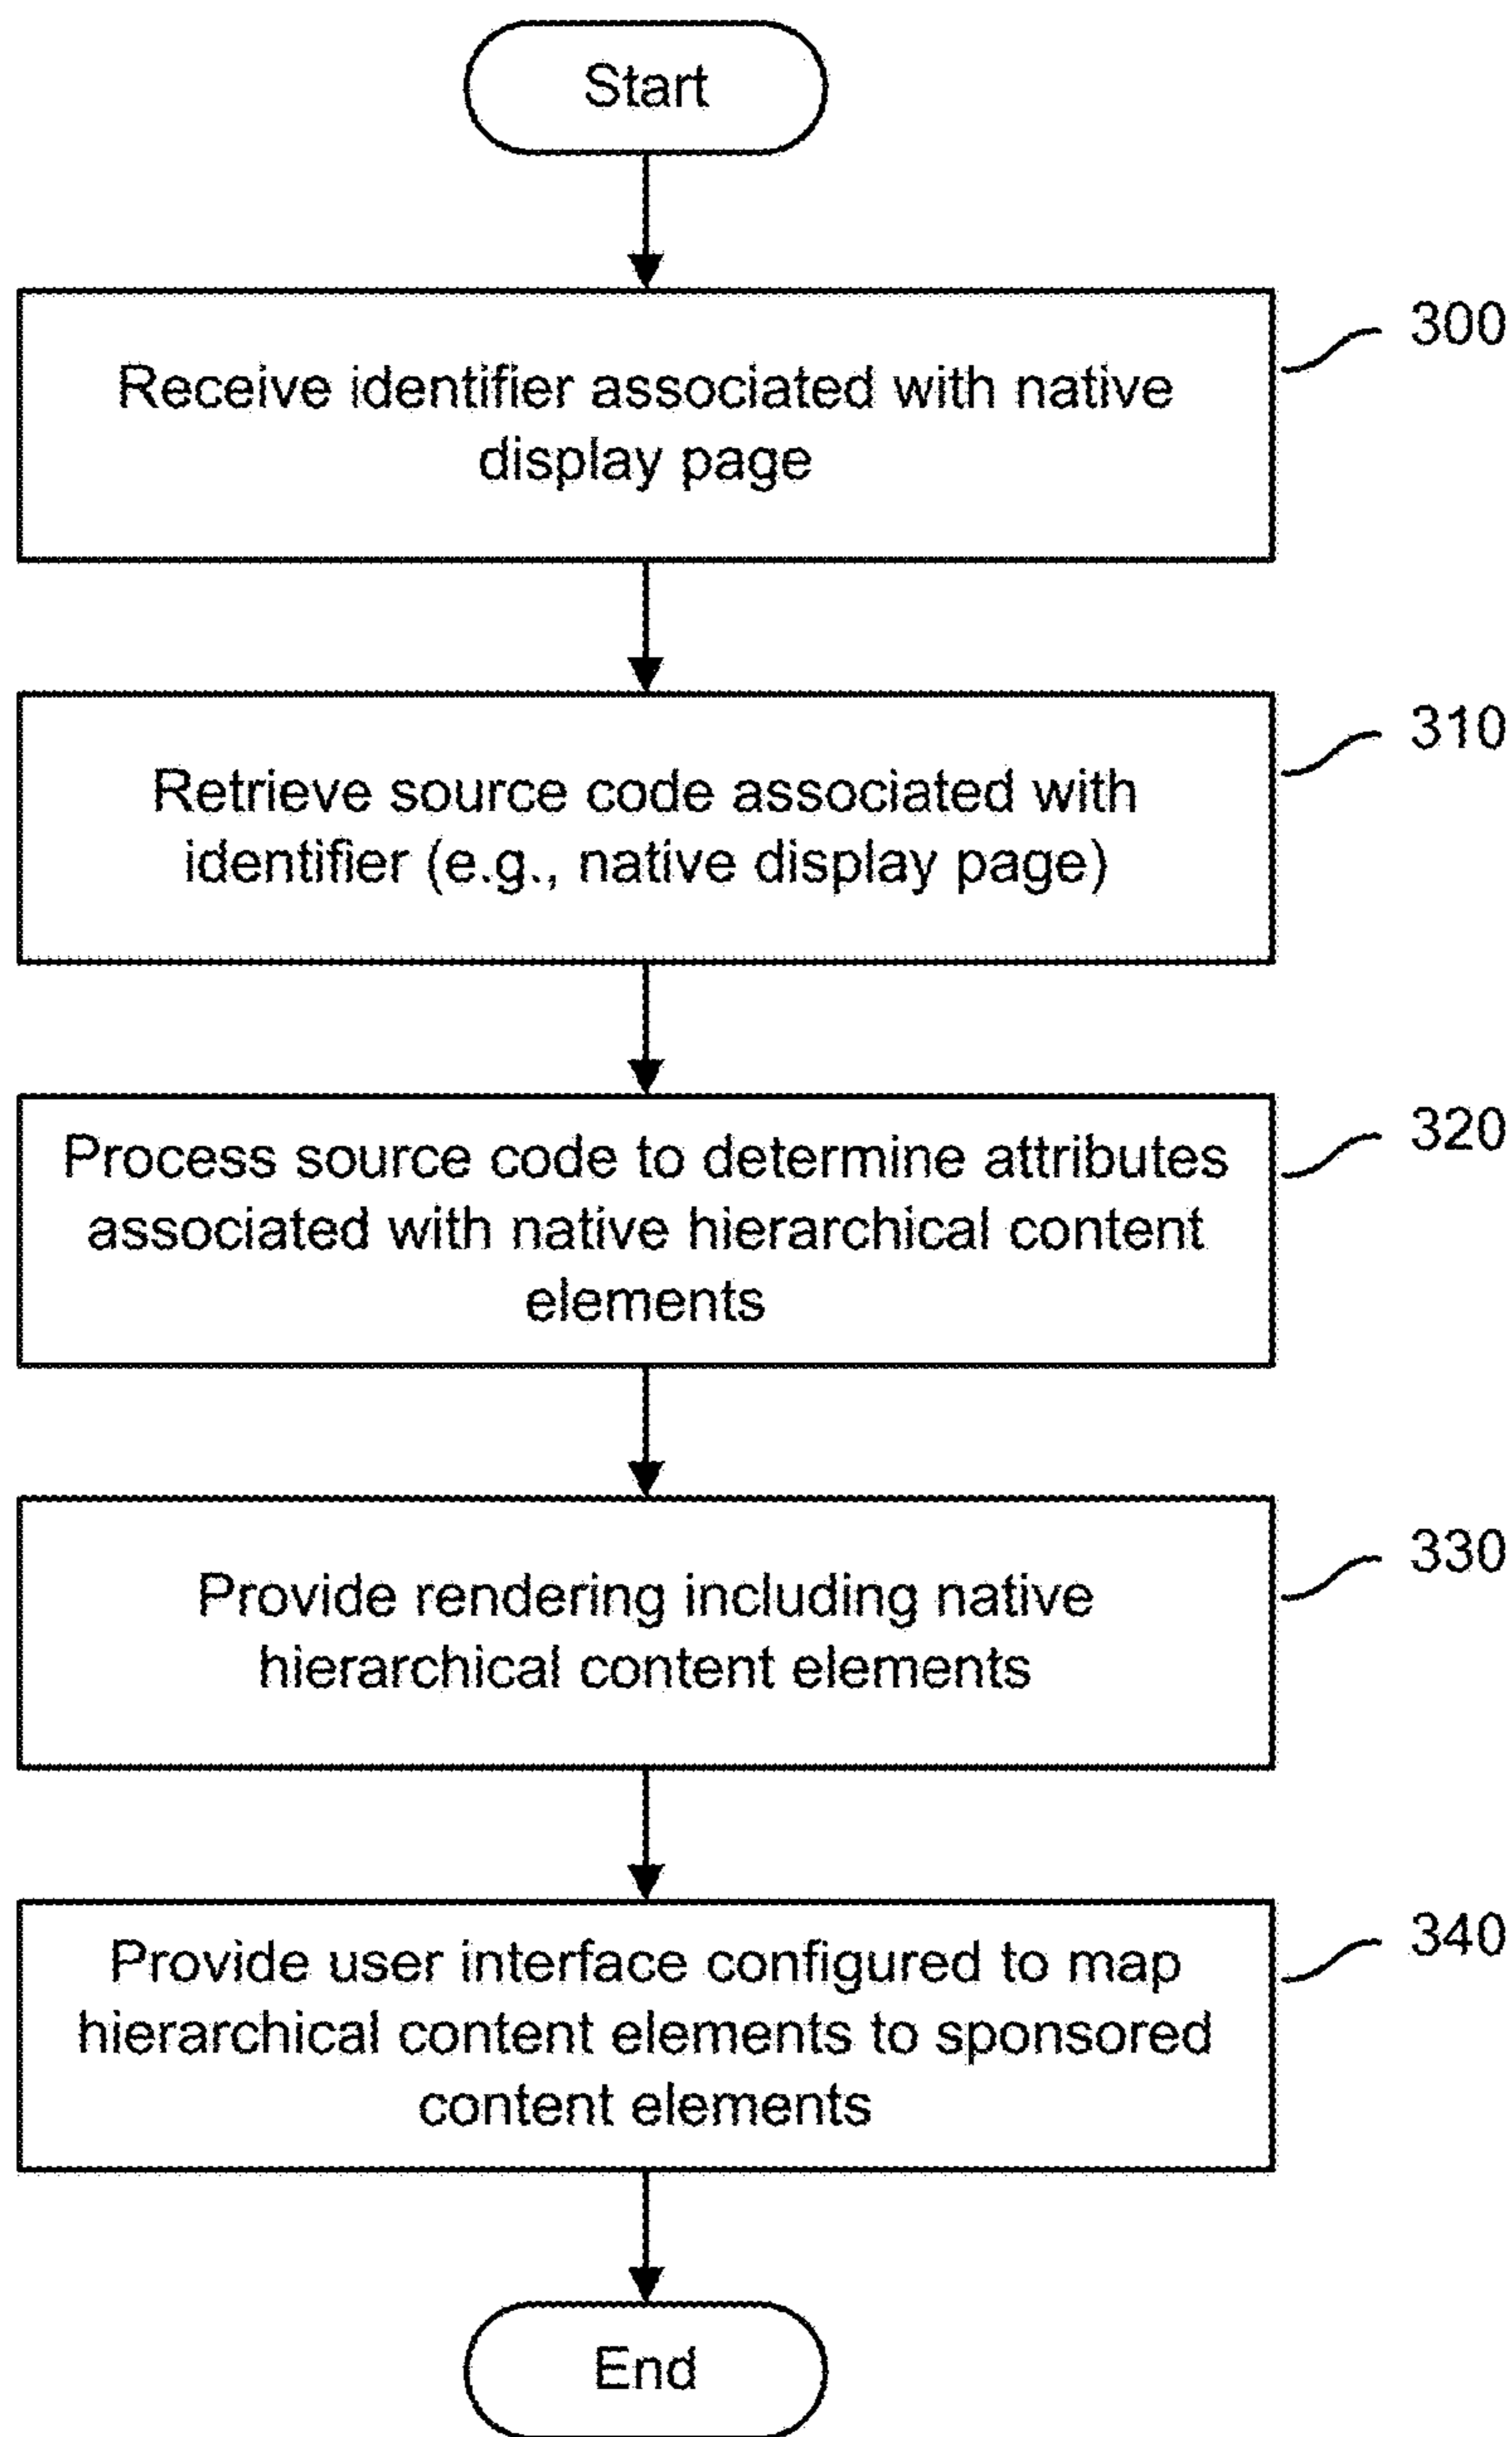 Start
300
Receive identifier associated with native
display page
310
Retrieve source code associated with
identifier (e.g., native display page)
320
Process source code to determine attributes
associated with native hierarchical content
elements
330
Provide rendering including native
hierarchical content elements
340
Provide user interface configured to map
hierarchical content elements to sponsored
content elements
End